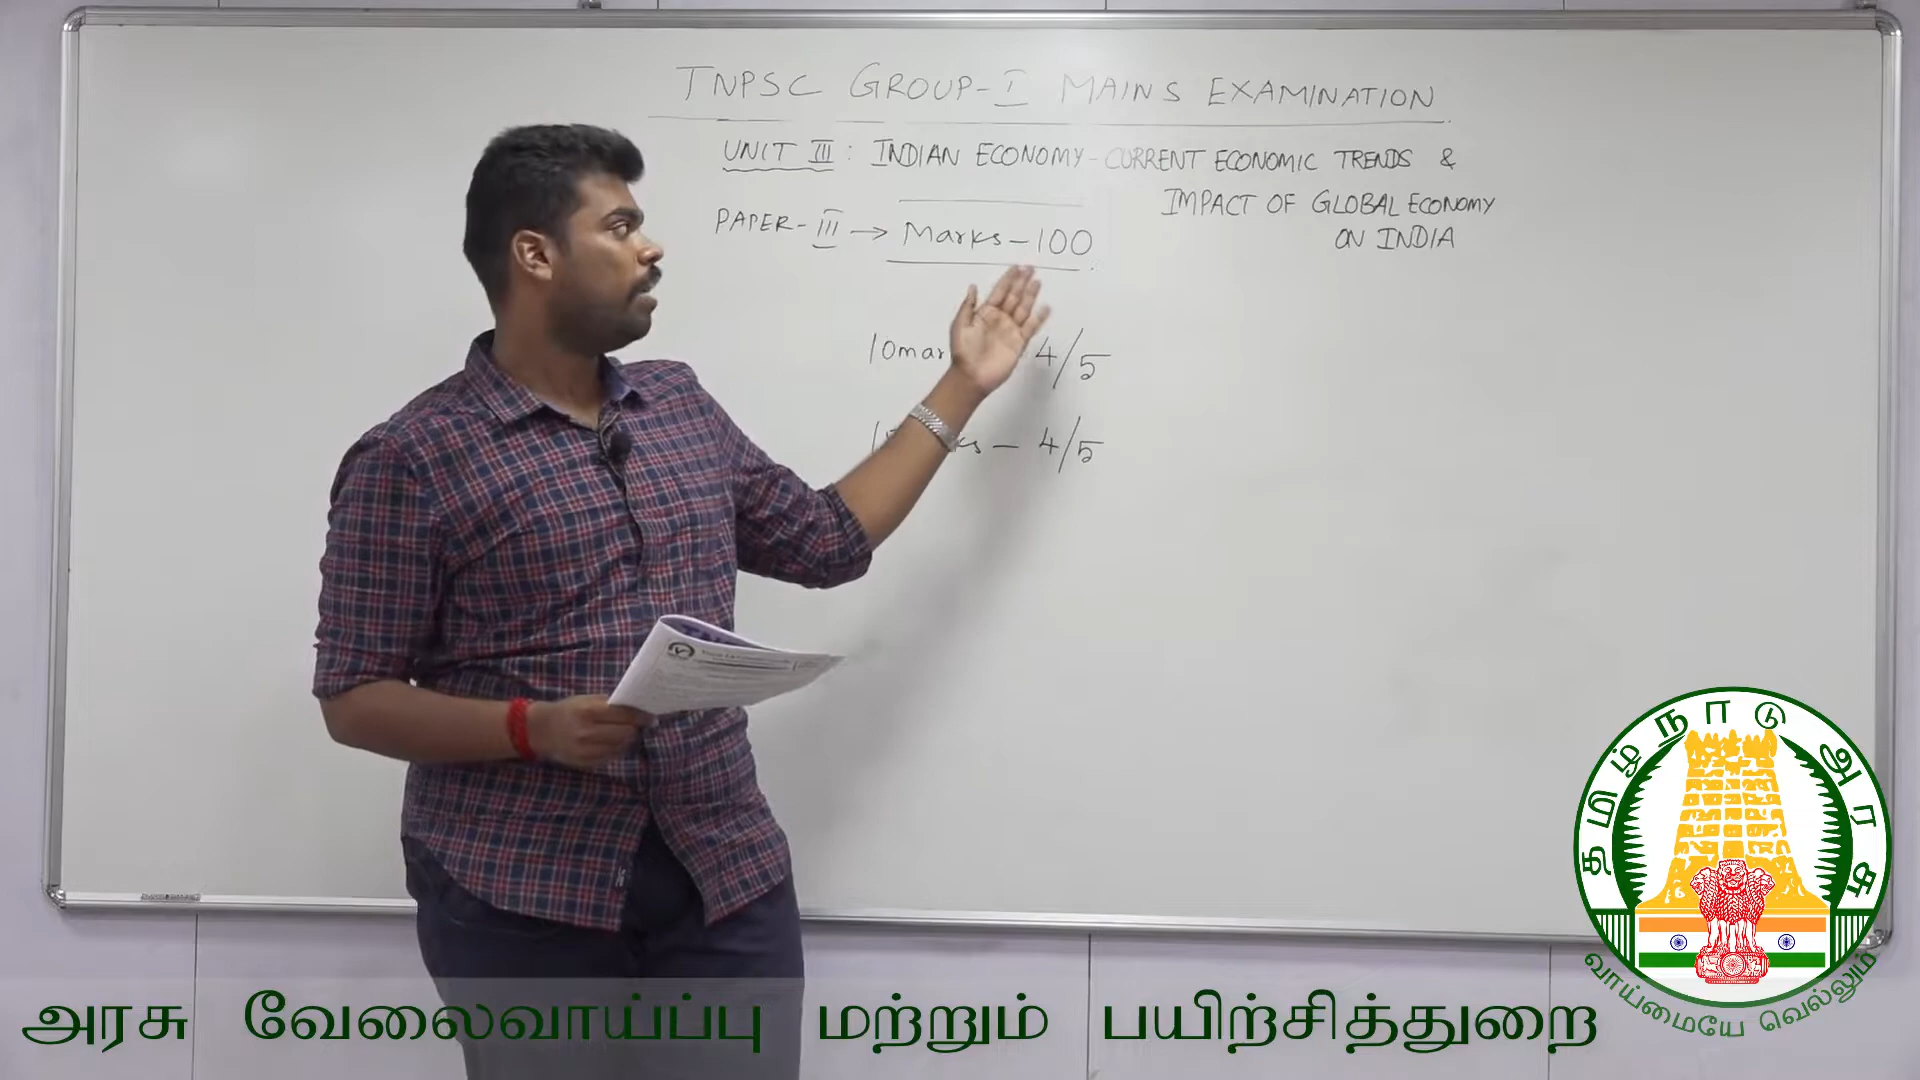 TNPSC GROUP-I MAINS EXAMINATION
UNIT III : INDIAN ECONOMY - CURRENT ECONOMIC TRENDS &
IMPACT OF GLOBAL ECONOMY
ON INDIA
PAPER-III → Marks - 100
4/5
4/5
தமிழ் நாடு அரசு
வாய்மையே வெல்லும்
அரசு வேலைவாய்ப்பு மற்றும் பயிற்சித்துறை